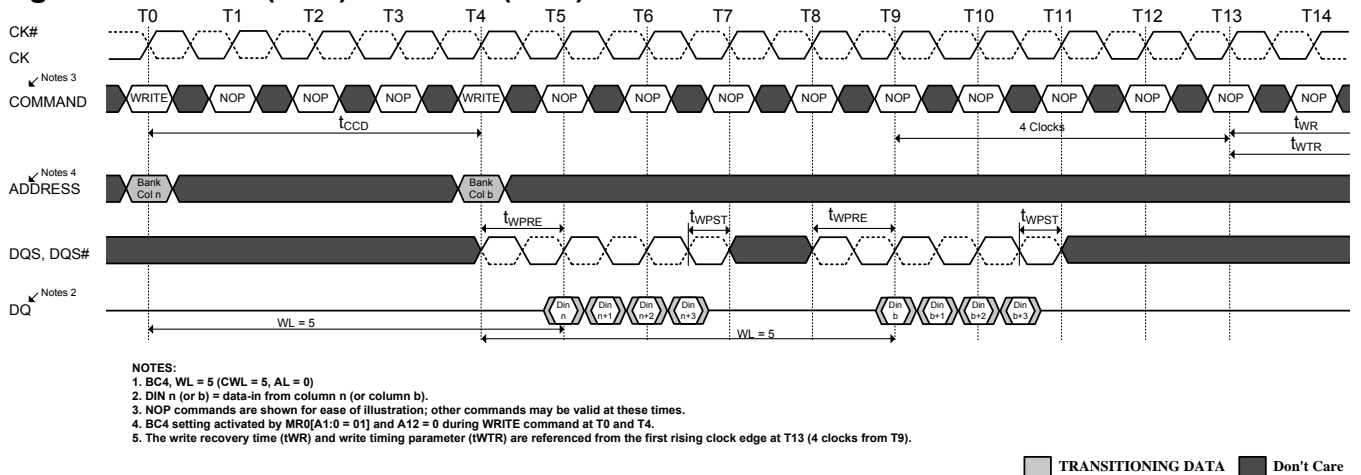 T0 T1 T2 T3 T4 T5 T6 T7 T8 T9 T10 T11 T12 T13 T14
CK#
CK
Notes 3
COMMAND WRITE NOP NOP NOP WRITE NOP NOP NOP NOP NOP NOP NOP NOP NOP NOP
tCCD 4 Clocks tWR
tWTR
Notes 4
ADDRESS
Bank Col n
Bank Col b
tWPRE tWPST tWPRE tWPST
DQS, DQS#
Notes 2
DQ
Din n
Din n+1
Din n+2
Din n+3
Din b
Din b+1
Din b+2
Din b+3
WL = 5
WL = 5
NOTES:
1. BC4, WL = 5 (CWL = 5, AL = 0)
2. DIN n (or b) = data-in from column n (or column b).
3. NOP commands are shown for ease of illustration; other commands may be valid at these times.
4. BC4 setting activated by MR0[A1:0 = 01] and A12 = 0 during WRITE command at T0 and T4.
5. The write recovery time (tWR) and write timing parameter (tWTR) are referenced from the first rising clock edge at T13 (4 clocks from T9).
TRANSITIONING DATA Don't Care